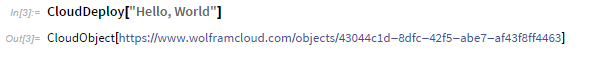 In[3]:= CloudDeploy["Hello, World"]
Out[3]= CloudObject[https://www.wolframcloud.com/objects/43044c1d-8dfc-42f5-abe7-af43f8ff4463]